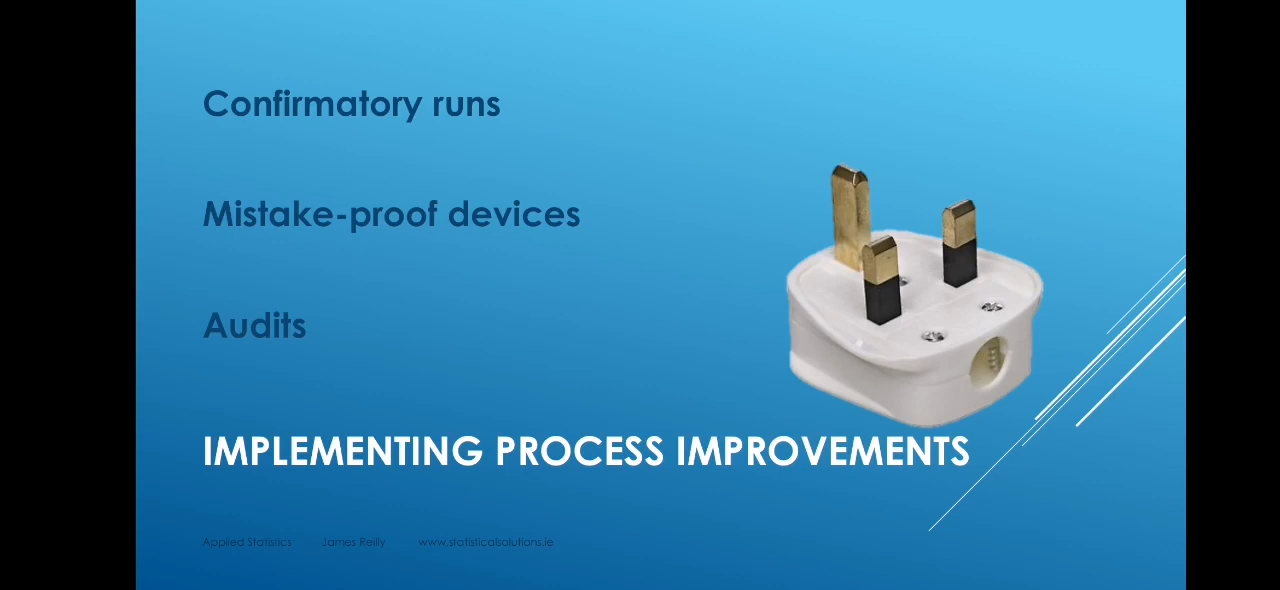 Confirmatory runs
Mistake-proof devices
Audits
IMPLEMENTING PROCESS IMPROVEMENTS
Applied Statistics James Reilly www.statisticalsolutions.ie